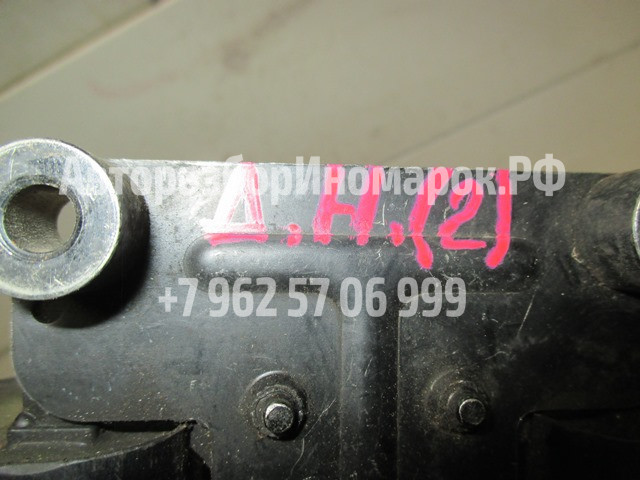 АвторазборИномарок.РФ
Д.Н.(2)
+7 962 57 06 999